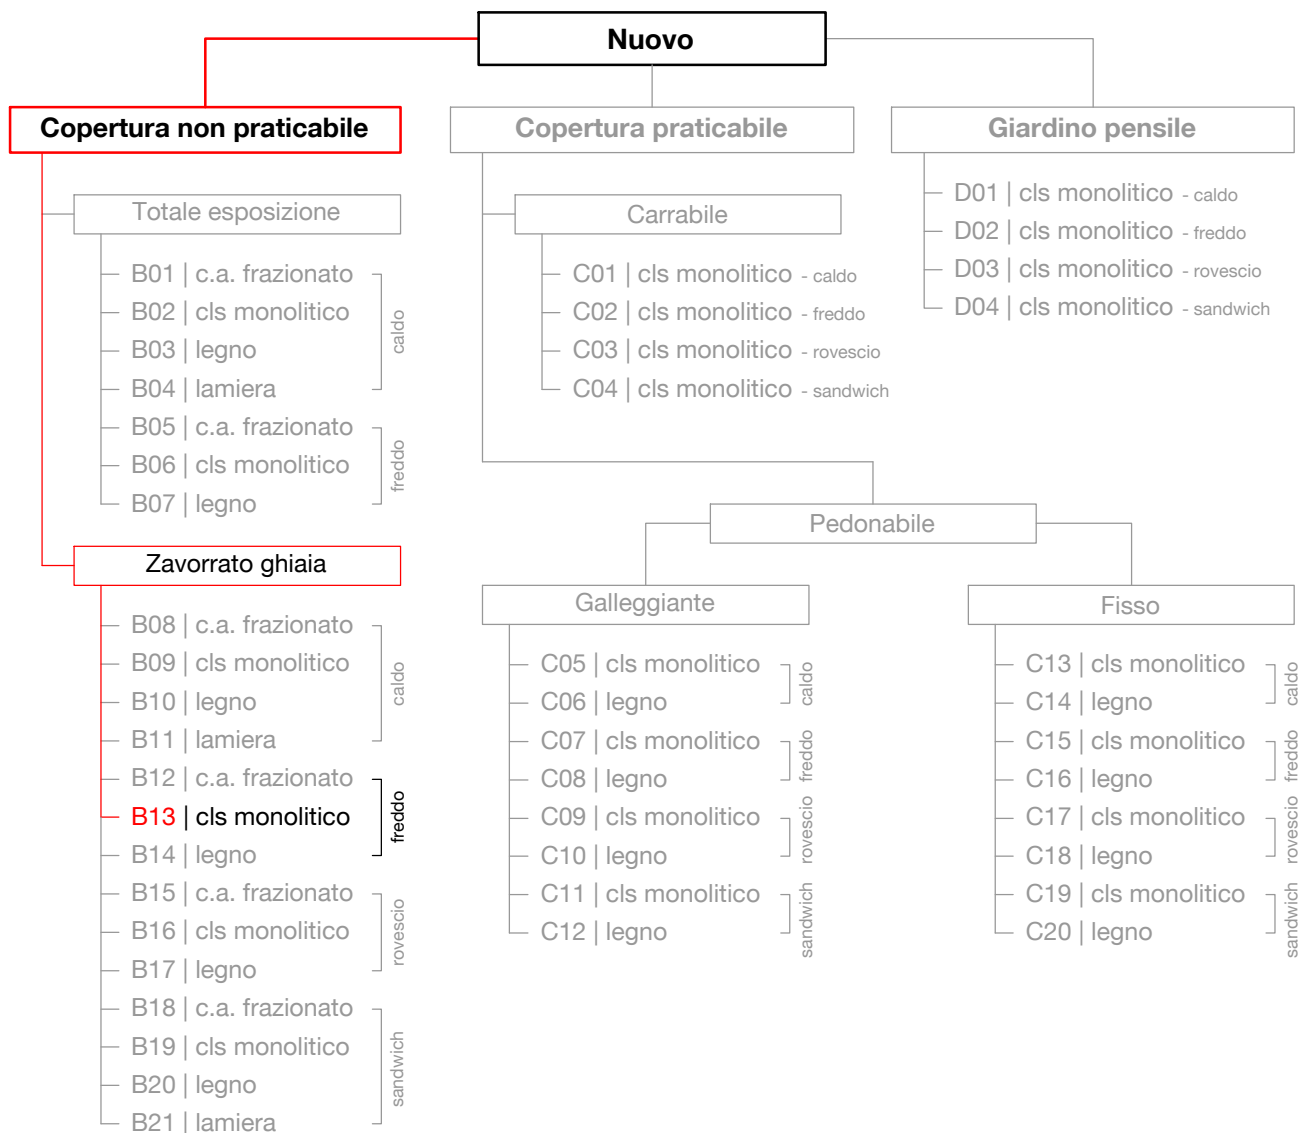 Nuovo
Copertura non praticabile
Totale esposizione
B01 | c.a. frazionato
B02 | cls monolitico
B03 | legno
B04 | lamiera
caldo
B05 | c.a. frazionato
B06 | cls monolitico
B07 | legno
freddo
Zavorrato ghiaia
B08 | c.a. frazionato
B09 | cls monolitico
B10 | legno
B11 | lamiera
caldo
B12 | c.a. frazionato
B13 | cls monolitico
B14 | legno
freddo
B15 | c.a. frazionato
B16 | cls monolitico
B17 | legno
rovescio
B18 | c.a. frazionato
B19 | cls monolitico
B20 | legno
B21 | lamiera
sandwich
Copertura praticabile
Carrabile
C01 | cls monolitico - caldo
C02 | cls monolitico - freddo
C03 | cls monolitico - rovescio
C04 | cls monolitico - sandwich
Pedonabile
Galleggiante
C05 | cls monolitico
C06 | legno
caldo
C07 | cls monolitico
C08 | legno
freddo
C09 | cls monolitico
C10 | legno
rovescio
C11 | cls monolitico
C12 | legno
sandwich
Fisso
C13 | cls monolitico
C14 | legno
caldo
C15 | cls monolitico
C16 | legno
freddo
C17 | cls monolitico
C18 | legno
rovescio
C19 | cls monolitico
C20 | legno
sandwich
Giardino pensile
D01 | cls monolitico - caldo
D02 | cls monolitico - freddo
D03 | cls monolitico - rovescio
D04 | cls monolitico - sandwich